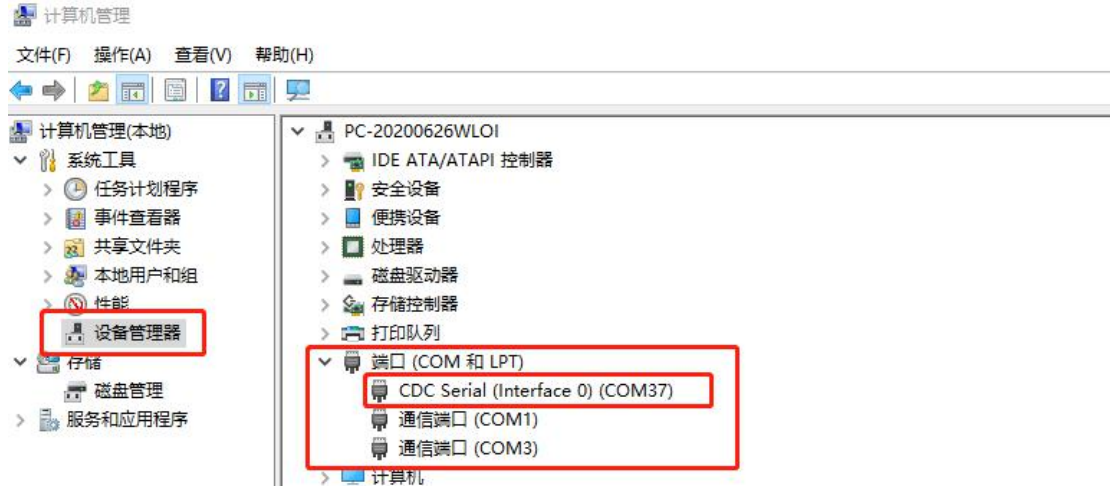 计算机管理
文件(F) 操作(A) 查看(V) 帮助(H)
计算机管理(本地)
系统工具
任务计划程序
事件查看器
共享文件夹
本地用户和组
性能
设备管理器
存储
磁盘管理
服务和应用程序
PC-20200626WLOI
IDE ATA/ATAPI 控制器
安全设备
便携设备
处理器
磁盘驱动器
存储控制器
打印队列
端口 (COM 和 LPT)
CDC Serial (Interface 0) (COM37)
通信端口 (COM1)
通信端口 (COM3)
计算机